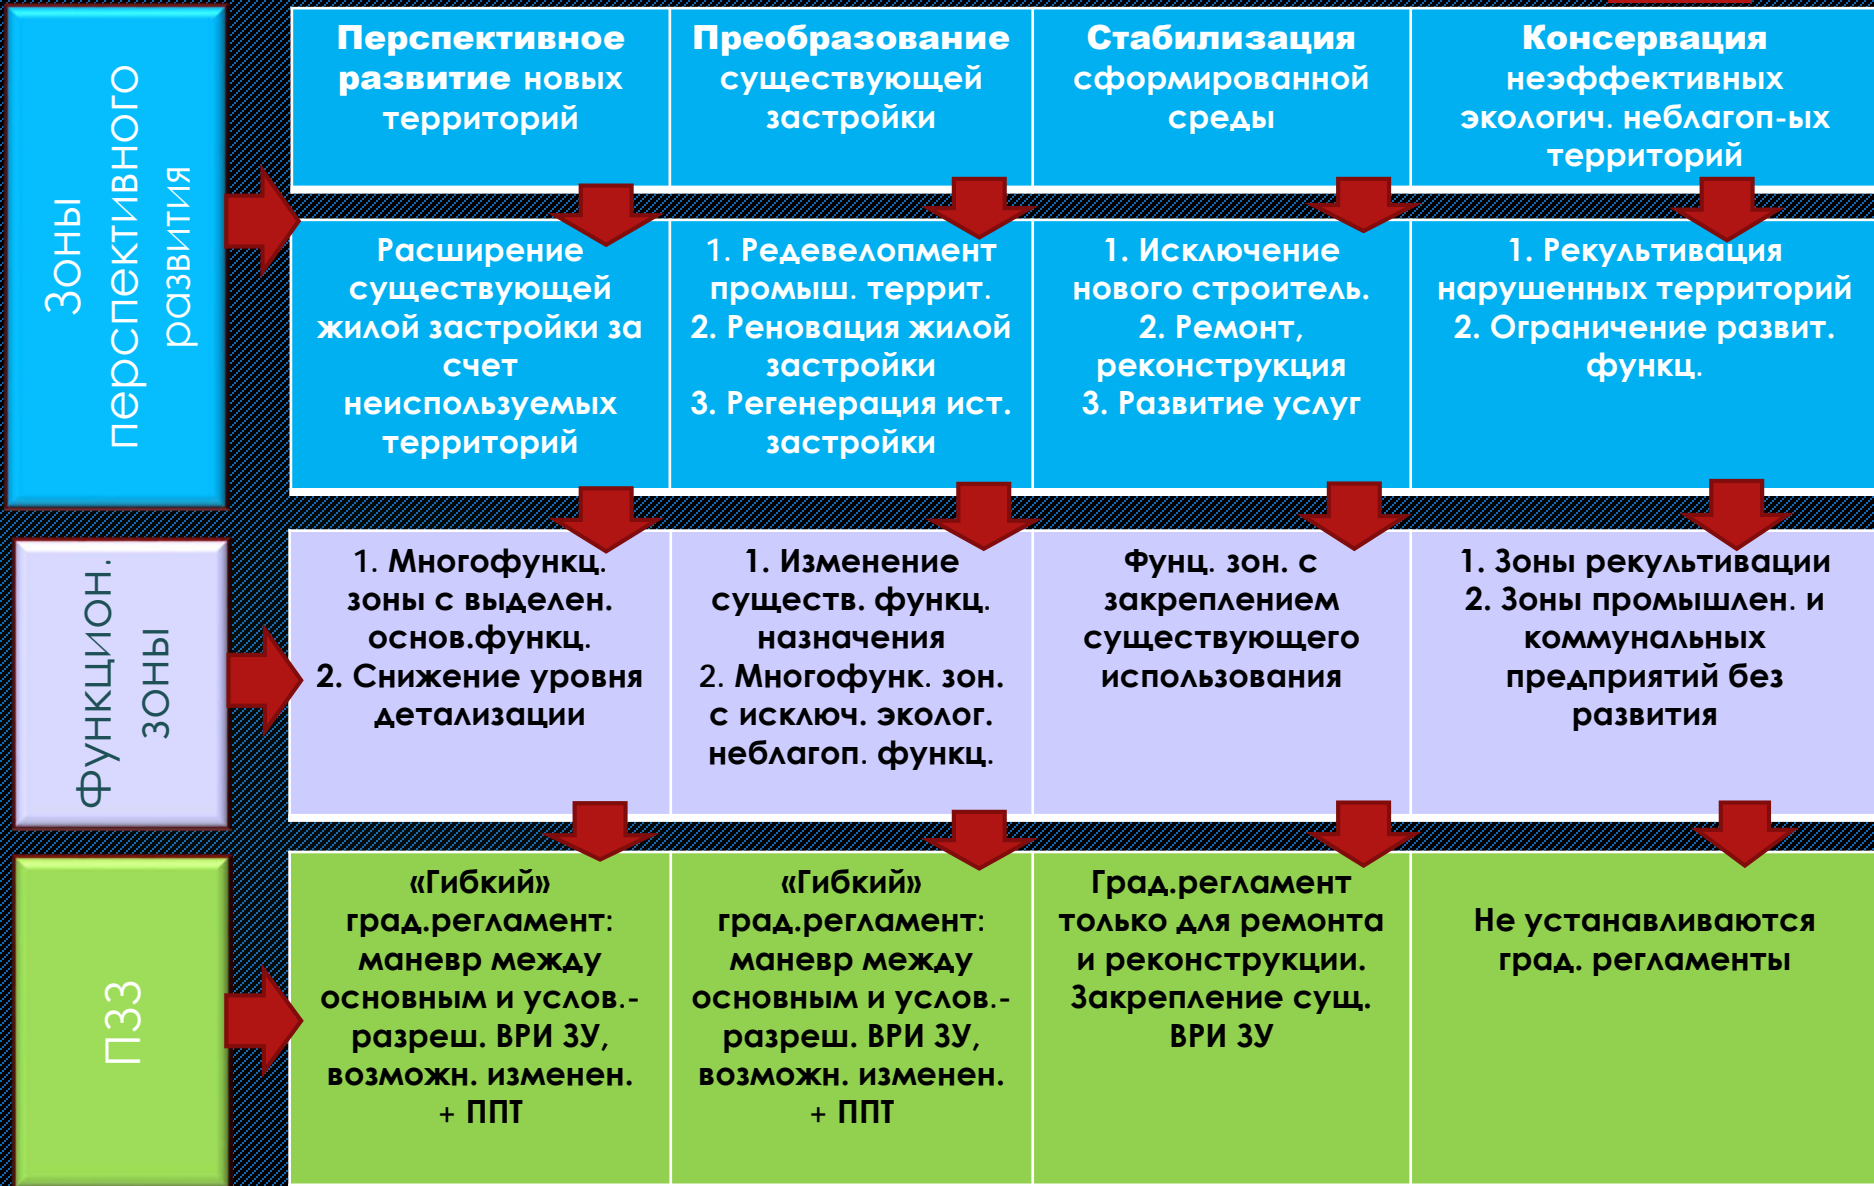 Зоны
перспективного
развития
Перспективное
развитие новых
территорий
Преобразование
существующей
застройки
Стабилизация
сформированной
среды
Консервация
неэффективных
экологич. неблагоп-ых
территорий
Расширение
существующей
жилой застройки за
счет
неиспользуемых
территорий
1. Редевелопмент
промыш. террит.
2. Реновация жилой
застройки
3. Регенерация ист.
застройки
1. Исключение
нового строитель.
2. Ремонт,
реконструкция
3. Развитие услуг
1. Рекультивация
нарушенных территорий
2. Ограничение развит.
функц.
Функцион.
зоны
1. Многофункц.
зоны с выделен.
основ.функц.
2. Снижение уровня
детализации
1. Изменение
существ. функц.
назначения
2. Многофунк. зон.
с исключ. эколог.
неблагоп. функц.
Фунц. зон. с
закреплением
существующего
использования
1. Зоны рекультивации
2. Зоны промышлен. и
коммунальных
предприятий без
развития
ПЗЗ
«Гибкий»
град.регламент:
маневр между
основным и услов.-
разреш. ВРИ ЗУ,
возможн. изменен.
+ ППТ
«Гибкий»
град.регламент:
маневр между
основным и услов.-
разреш. ВРИ ЗУ,
возможн. изменен.
+ ППТ
Град.регламент
только для ремонта
и реконструкции.
Закрепление сущ.
ВРИ ЗУ
Не устанавливаются
град. регламенты